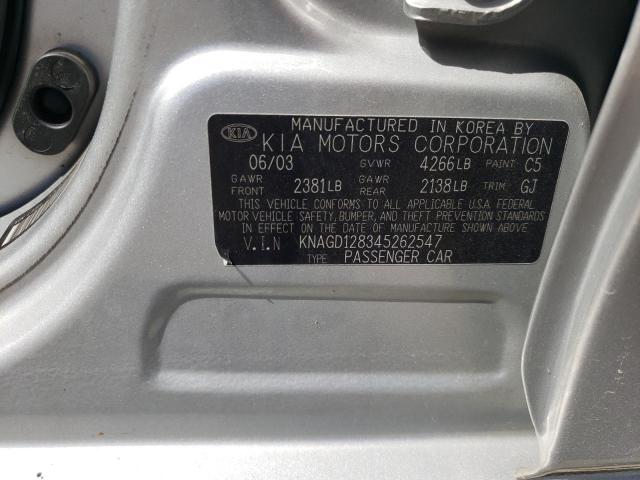 MANUFACTURED IN KOREA BY
KIA KIA MOTORS CORPORATION
06/03 GVWR 4266LB PAINT C5
GAWR FRONT 2381LB GAWR REAR 2138LB TRIM GJ
THIS VEHICLE CONFORMS TO ALL APPLICABLE U.S.A. FEDERAL
MOTOR VEHICLE SAFETY, BUMPER, AND THEFT PREVENTION STANDARDS
IN EFFECT ON THE DATE OF MANUFACTURE SHOWN ABOVE.
V.I.N KNAGD128345262547
TYPE PASSENGER CAR